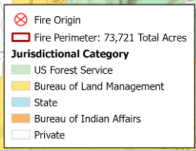 Fire Origin
Fire Perimeter: 73,721 Total Acres
Jurisdictional Category
US Forest Service
Bureau of Land Management
State
Bureau of Indian Affairs
Private